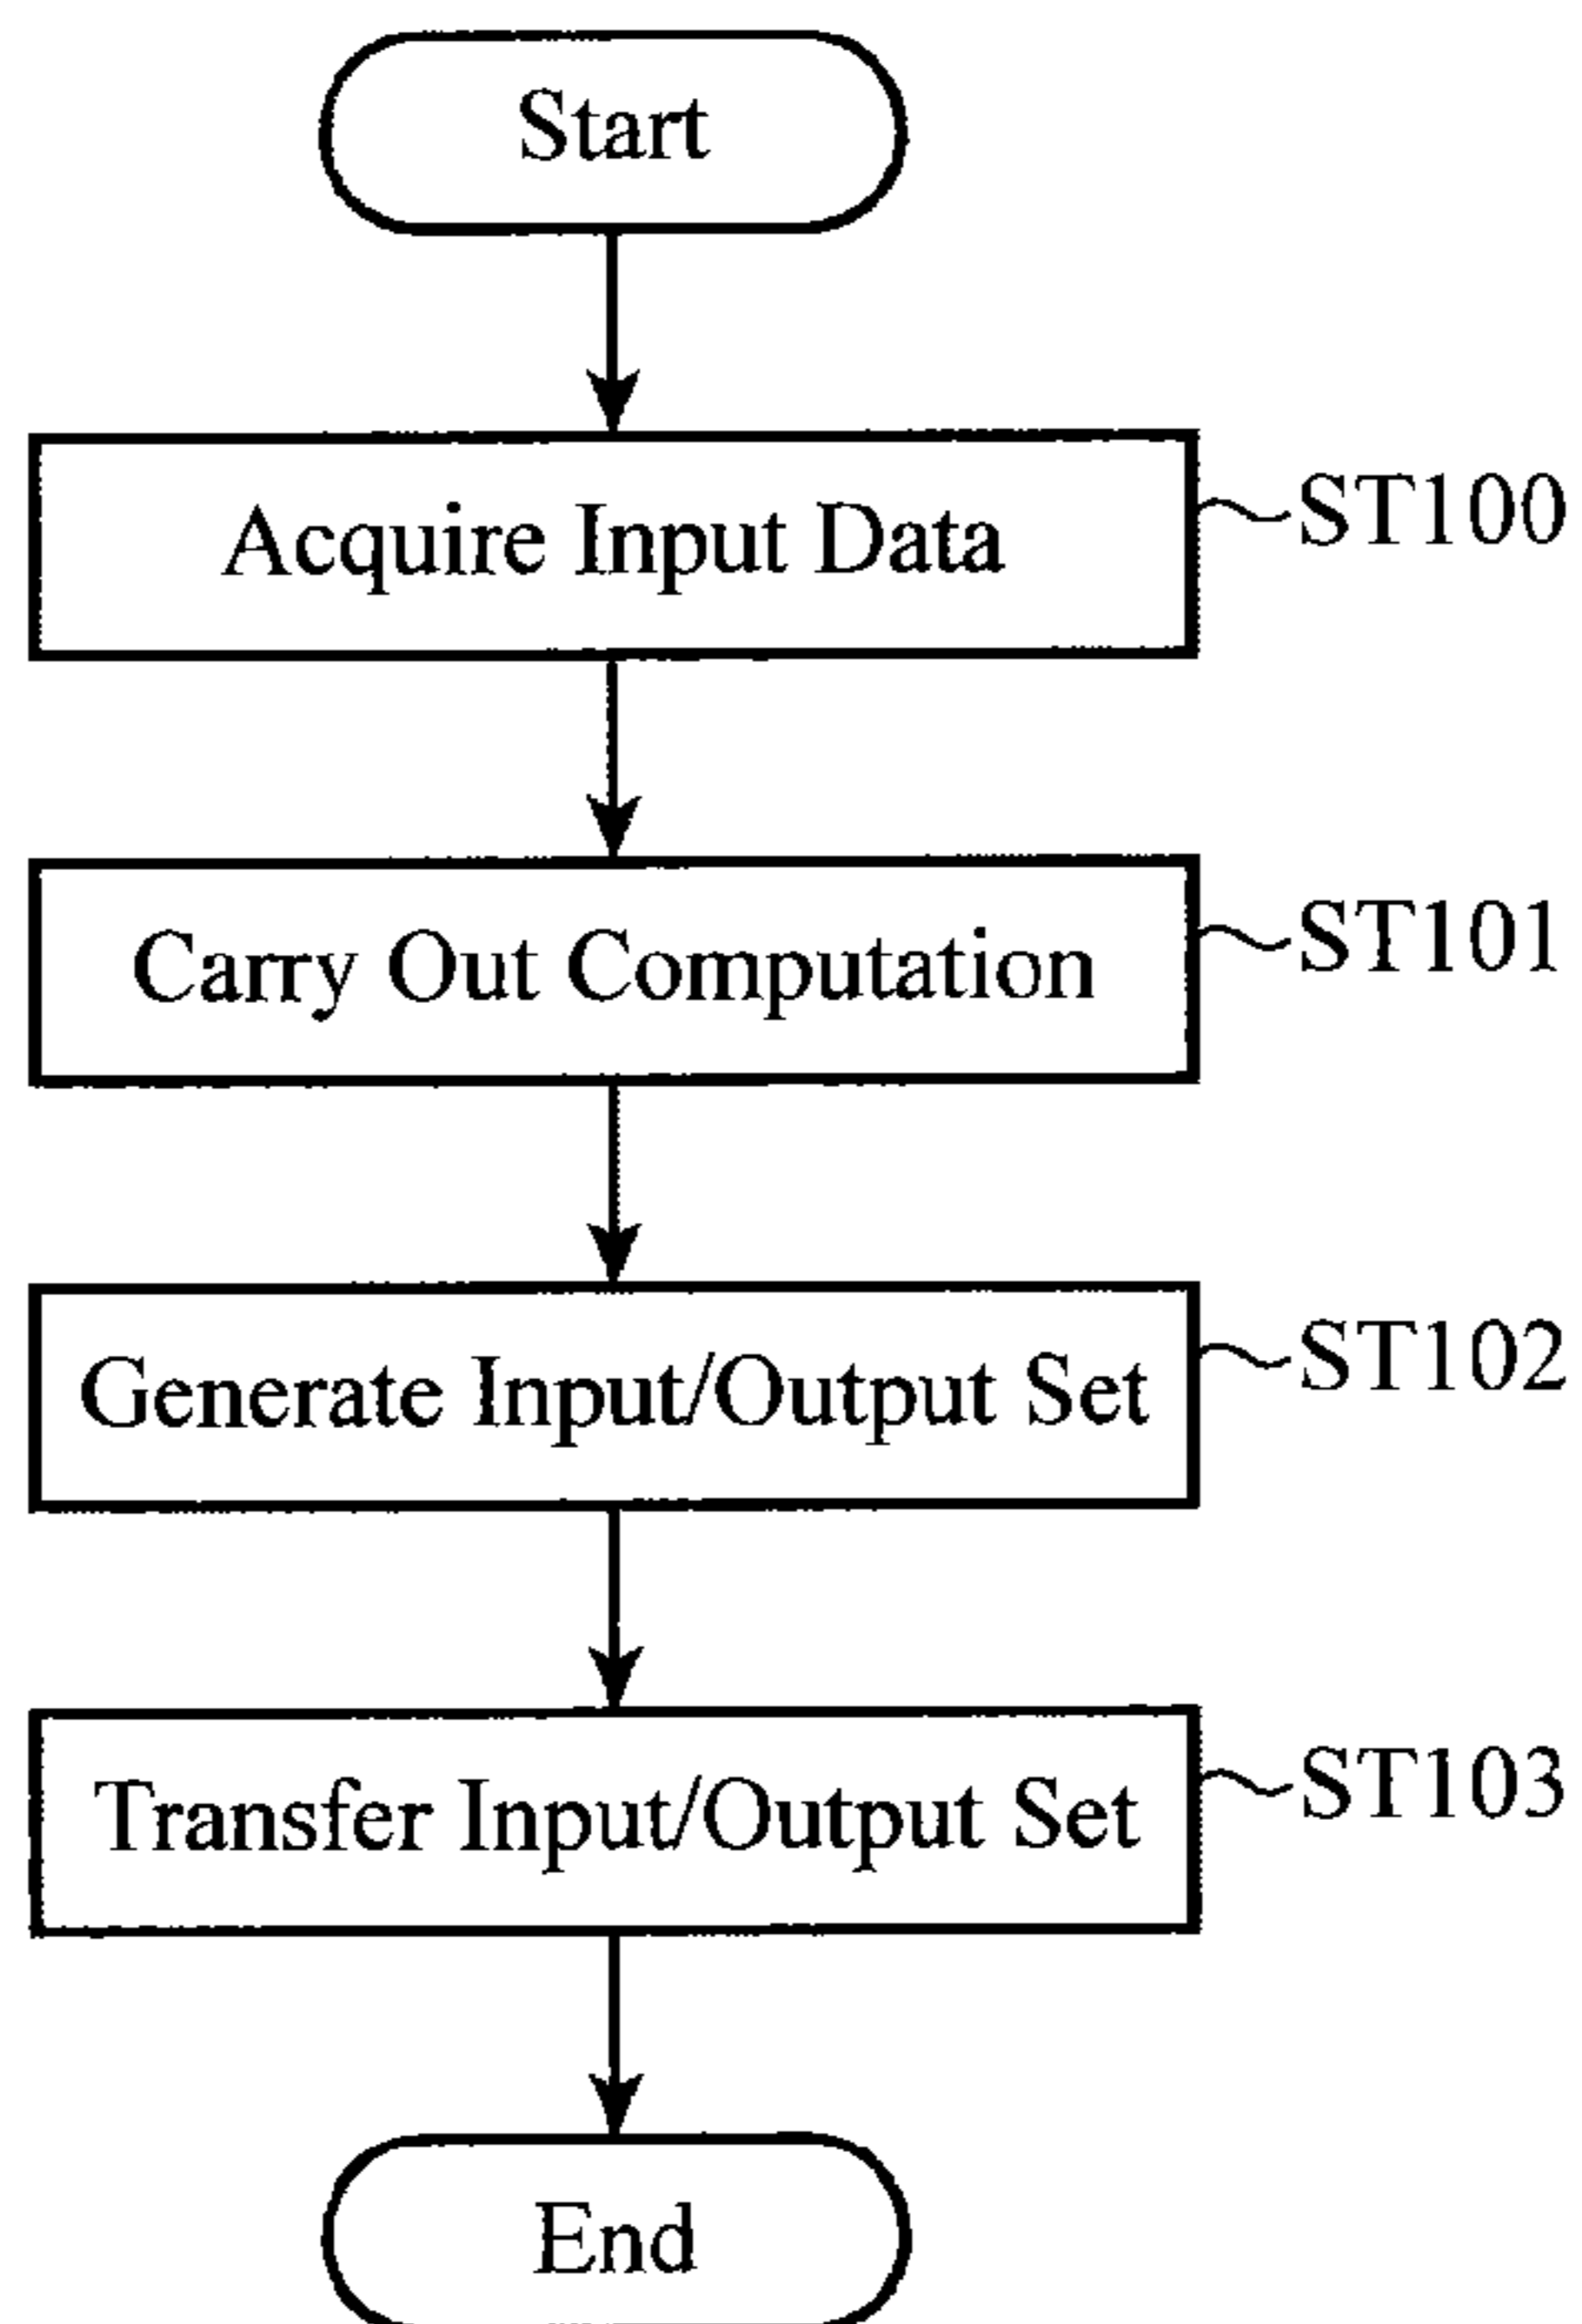 Start
Acquire Input Data
ST100
Carry Out Computation
ST101
Generate Input/Output Set
ST102
Transfer Input/Output Set
ST103
End